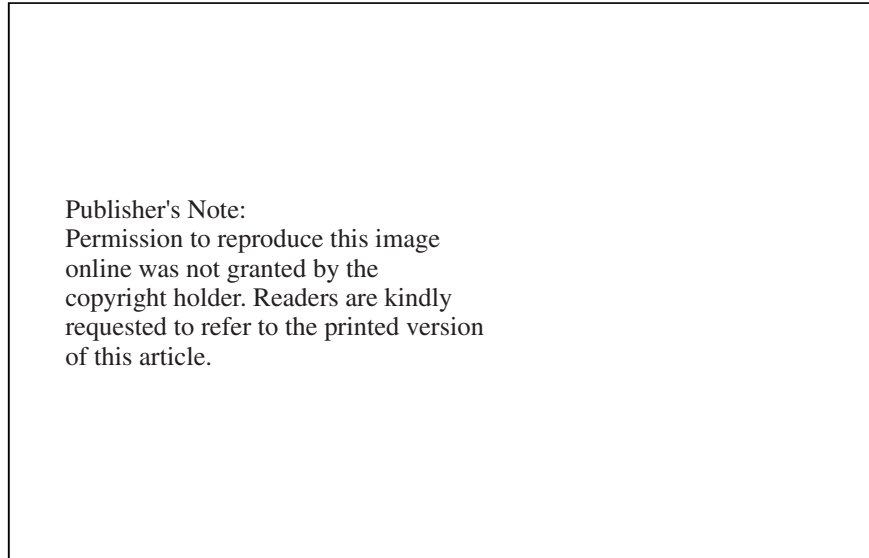 Publisher's Note:
Permission to reproduce this image
online was not granted by the
copyright holder. Readers are kindly
requested to refer to the printed version
of this article.